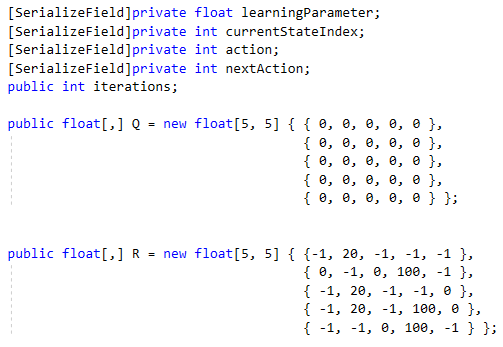 [SerializeField]private float learningParameter;
[SerializeField]private int currentStateIndex;
[SerializeField]private int action;
[SerializeField]private int nextAction;
public int iterations;
public float[,] Q = new float[5, 5] { { 0, 0, 0, 0, 0 },
{ 0, 0, 0, 0, 0 },
{ 0, 0, 0, 0, 0 },
{ 0, 0, 0, 0, 0 },
{ 0, 0, 0, 0, 0 } };
public float[,] R = new float[5, 5] { {-1, 20, -1, -1, -1 },
{ 0, -1, 0, 100, -1 },
{ -1, 20, -1, -1, 0 },
{ -1, 20, -1, 100, 0 },
{ -1, -1, 0, 100, -1 } };